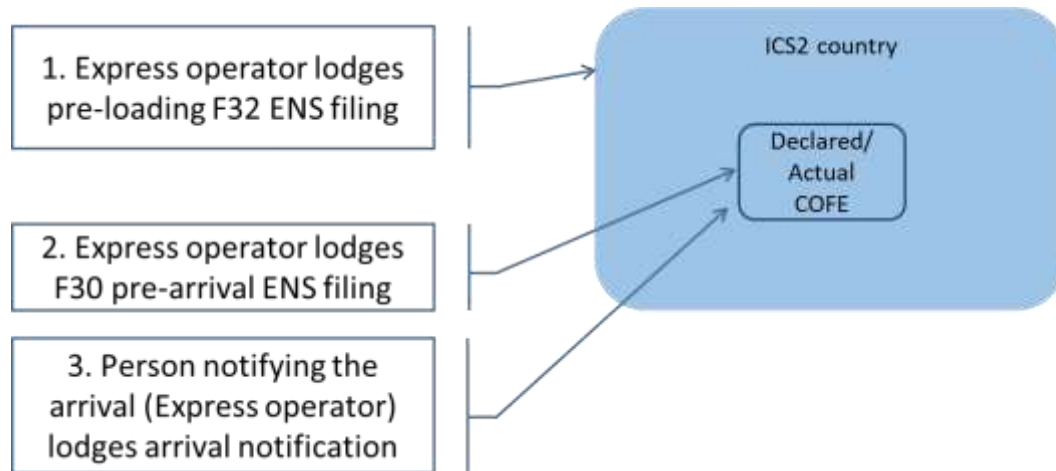 1. Express operator lodges
pre-loading F32 ENS filing
ICS2 country
Declared/
Actual
COFE
2. Express operator lodges
F30 pre-arrival ENS filing
3. Person notifying the
arrival (Express operator)
lodges arrival notification